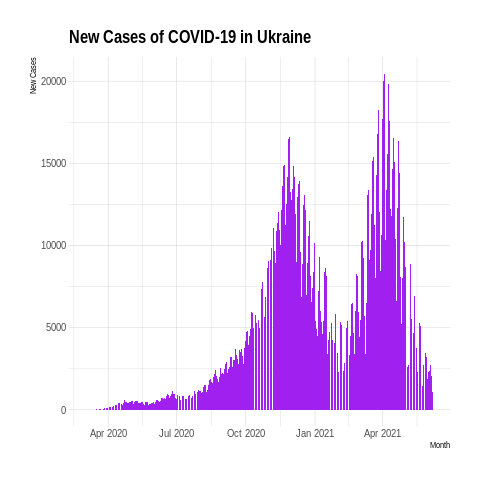 New Cases of COVID-19 in Ukraine
New Cases
20000
15000
10000
5000
0
Apr 2020 Jul 2020 Oct 2020 Jan 2021 Apr 2021
Month